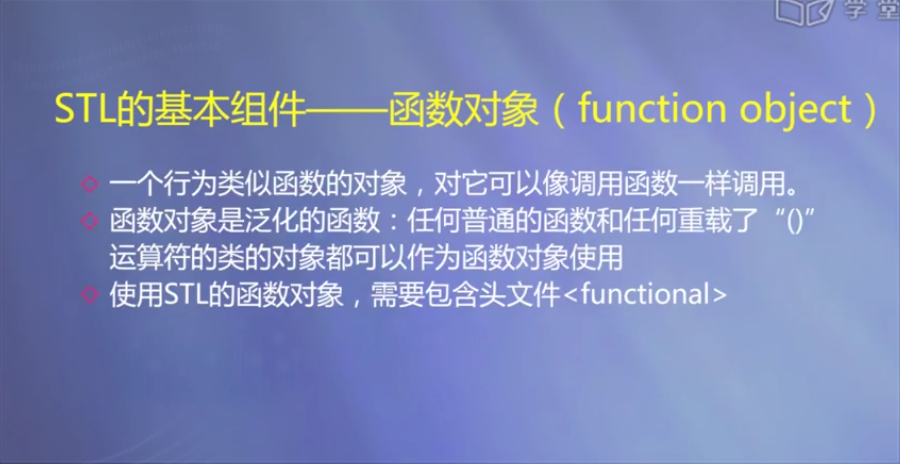 学堂
STL的基本组件——函数对象（function object）
一个行为类似函数的对象，对它可以像调用函数一样调用。
函数对象是泛化的函数：任何普通的函数和任何重载了“()”
运算符的类的对象都可以作为函数对象使用
使用STL的函数对象，需要包含头文件<functional>